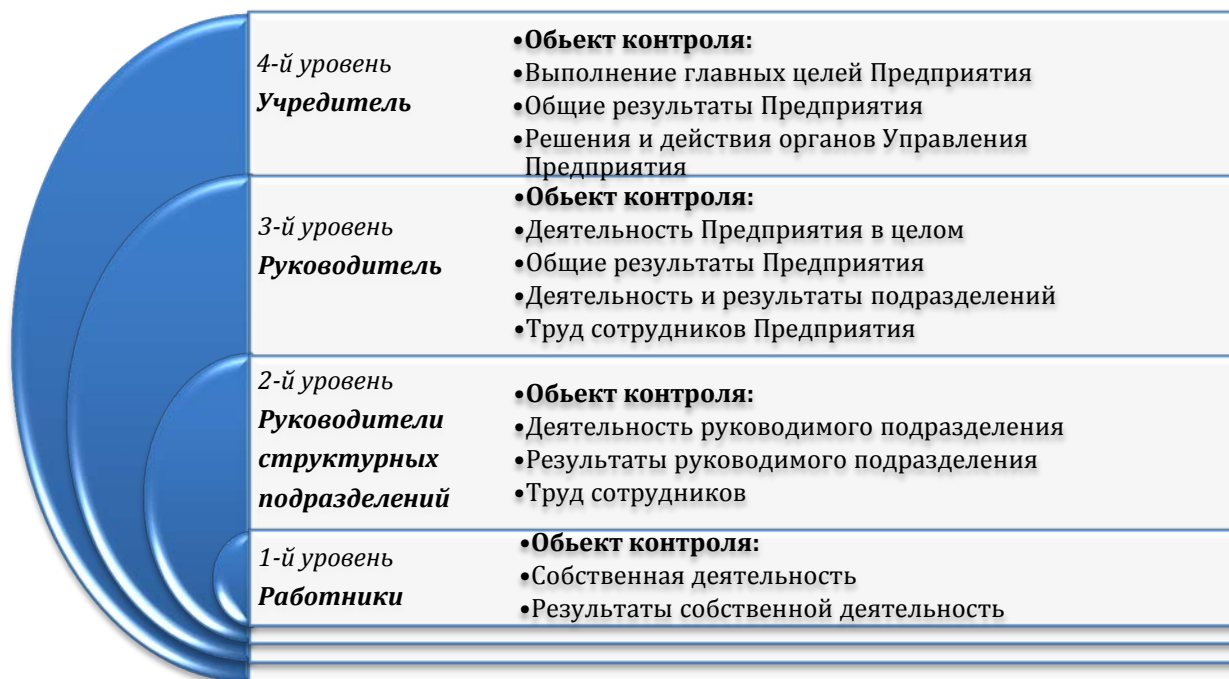 4-й уровень
Учредитель
•Обьект контроля:
•Выполнение главных целей Предприятия
•Общие результаты Предприятия
•Решения и действия органов Управления
Предприятия
3-й уровень
Руководитель
•Обьект контроля:
•Деятельность Предприятия в целом
•Общие результаты Предприятия
•Деятельность и результаты подразделений
•Труд сотрудников Предприятия
2-й уровень
Руководители
структурных
подразделений
•Обьект контроля:
•Деятельность руководимого подразделения
•Результаты руководимого подразделения
•Труд сотрудников
1-й уровень
Работники
•Обьект контроля:
•Собственная деятельность
•Результаты собственной деятельность